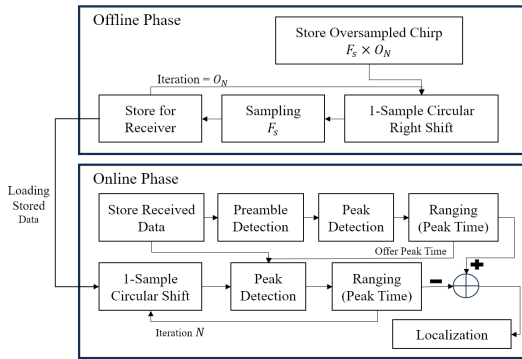 Offline Phase
Store Oversampled Chirp
F_s × O_N
Iteration = O_N
Store for
Receiver
Sampling
F_s
1-Sample Circular
Right Shift
Loading
Stored
Data
Online Phase
Store Received
Data
Preamble
Detection
Peak
Detection
Ranging
(Peak Time)
Offer Peak Time
1-Sample
Circular Shift
Peak
Detection
Ranging
(Peak Time)
Iteration N
Localization